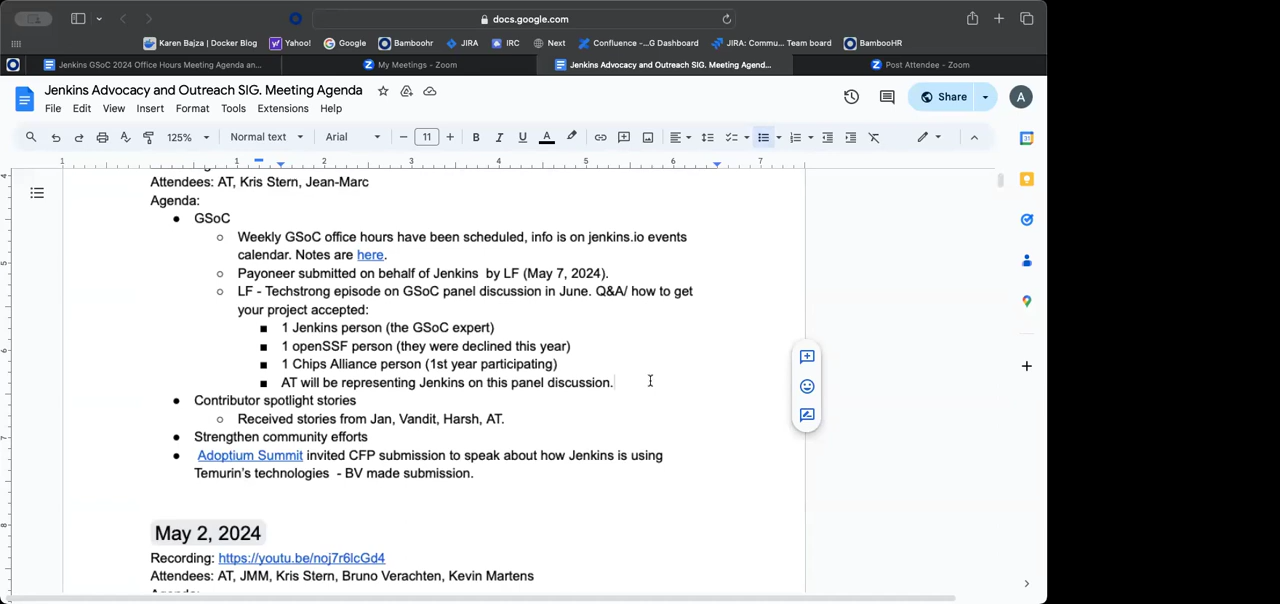 docs.google.com
Karen Bajza | Docker Blog
Yahoo!
Google
Bamboohr
JIRA
IRC
Next
Confluence ...G Dashboard
JIRA: Commu... Team board
BambooHR
Jenkins GSoC 2024 Office Hours Meeting Agenda an...
My Meetings - Zoom
Jenkins Advocacy and Outreach SIG. Meeting Agenda...
Post Attendee - Zoom
Jenkins Advocacy and Outreach SIG. Meeting Agenda
File Edit View Insert Format Tools Extensions Help
Share
A
125% Normal text Arial 11 B I U A
1 1 2 3 4 5 6 7
Attendees: AT, Kris Stern, Jean-Marc
Agenda:
● GSoC
○ Weekly GSoC office hours have been scheduled, info is on jenkins.io events
calendar. Notes are here.
○ Payoneer submitted on behalf of Jenkins by LF (May 7, 2024).
○ LF - Techstrong episode on GSoC panel discussion in June. Q&A/ how to get
your project accepted:
■ 1 Jenkins person (the GSoC expert)
■ 1 openSSF person (they were declined this year)
■ 1 Chips Alliance person (1st year participating)
■ AT will be representing Jenkins on this panel discussion.
● Contributor spotlight stories
○ Received stories from Jan, Vandit, Harsh, AT.
● Strengthen community efforts
● Adoptium Summit invited CFP submission to speak about how Jenkins is using
Temurin's technologies - BV made submission.
May 2, 2024
Recording: https://youtu.be/noj7r6lcGd4
Attendees: AT, JMM, Kris Stern, Bruno Verachten, Kevin Martens